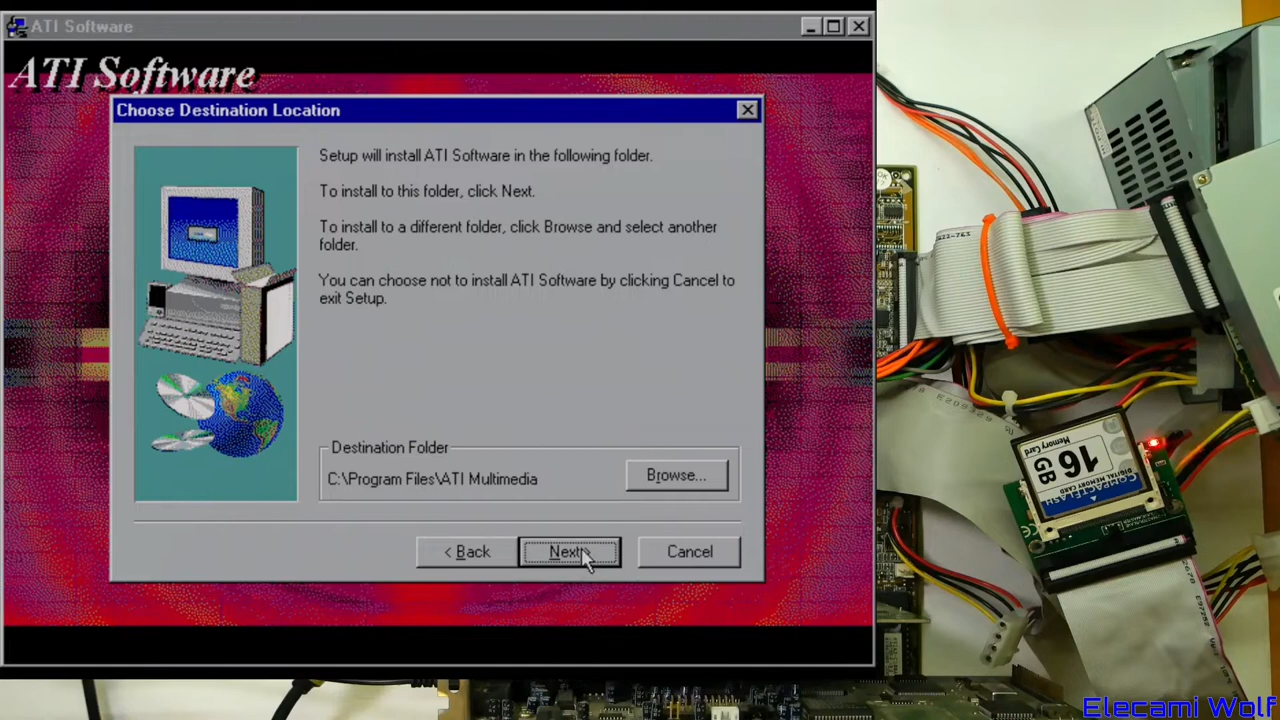 ATI Software
ATI Software
Choose Destination Location
Setup will install ATI Software in the following folder.
To install to this folder, click Next.
To install to a different folder, click Browse and select another
folder.
You can choose not to install ATI Software by clicking Cancel to
exit Setup.
Destination Folder
C:\Program Files\ATI Multimedia
Browse...
< Back
Next
Cancel
16
GB
Memory Card
DIGITAL MEMORY CARD
COMPACTFLASH
Elecami Wolf